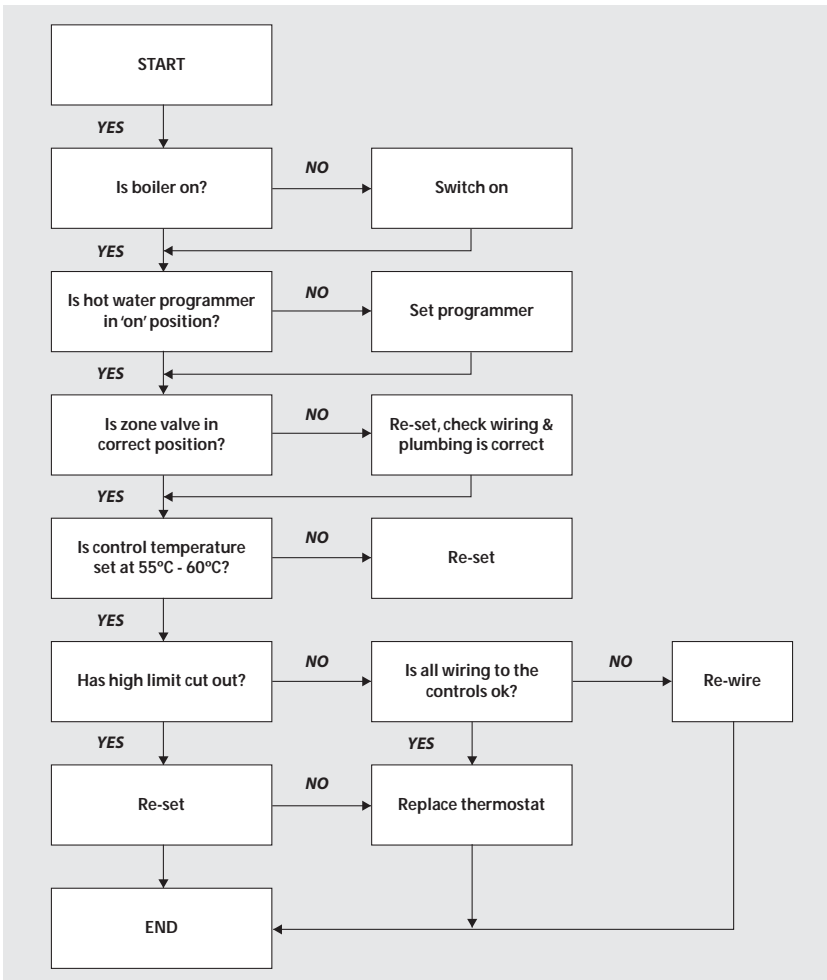 START
YES
Is boiler on?
NO
Switch on
YES
Is hot water programmer
in ‘on’ position?
NO
Set programmer
YES
Is zone valve in
correct position?
NO
Re-set, check wiring &
plumbing is correct
YES
Is control temperature
set at 55ºC - 60ºC?
NO
Re-set
YES
Has high limit cut out?
NO
Is all wiring to the
controls ok?
NO
Re-wire
YES
YES
Re-set
NO
Replace thermostat
END